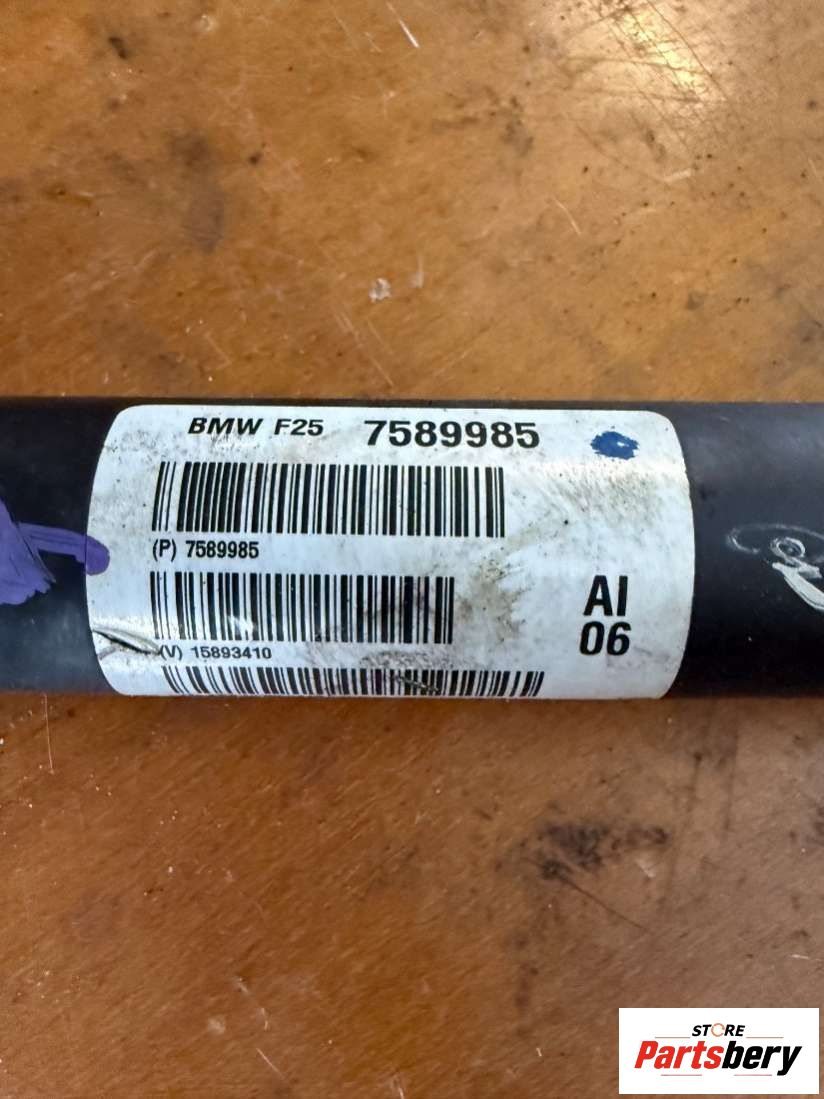 BMW F25 7589985
(P) 7589985
AI
06
(V) 15893410
STORE
Partsbery